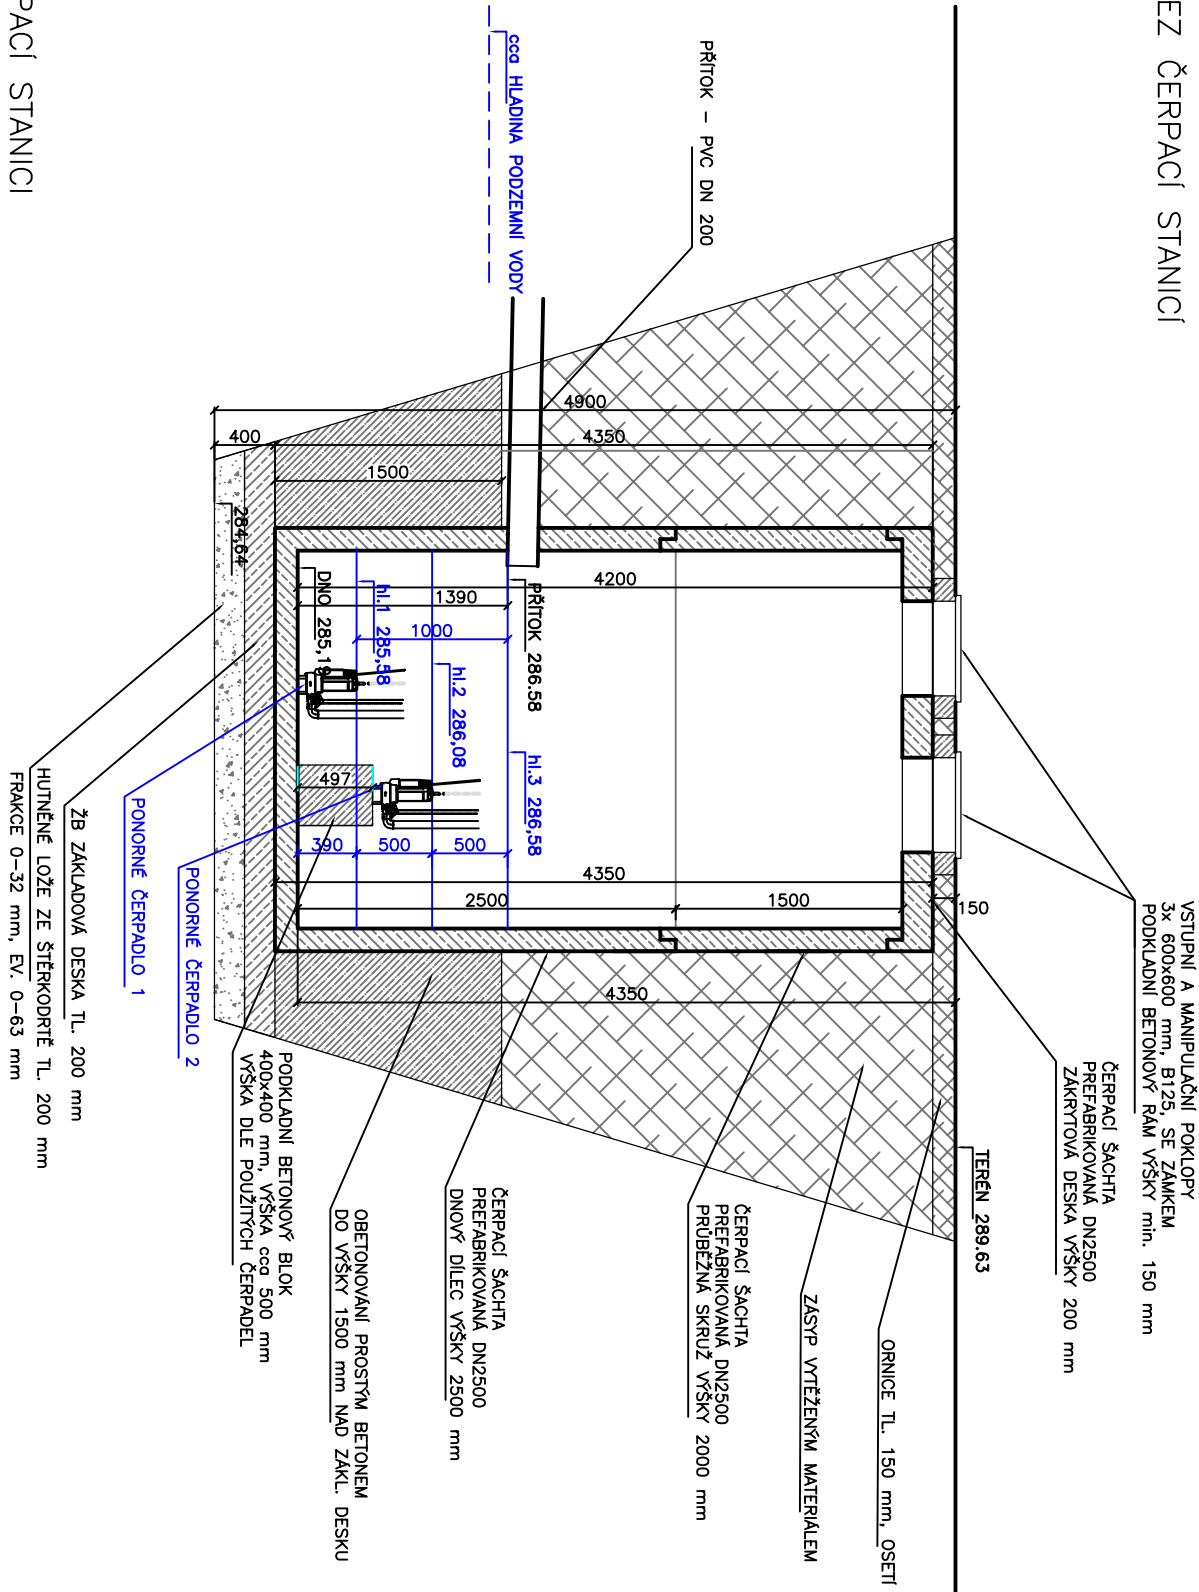 EZ ČERPACÍ STANICÍ
VSTUPNÍ A MANIPULAČNÍ POKLOPY
3x 600x600 mm, B125, SE ZÁMKEM
PODKLADNÍ BETONOVÝ RÁM VÝŠKY min. 150 mm
ČERPACÍ ŠACHTA
PREFABRIKOVANÁ DN2500
ZÁKRYTOVÁ DESKA VÝŠKY 200 mm
TERÉN 289.63
150
ORNICE TL. 150 mm, OSETÍ
ZÁSYP VYTĚŽENÝM MATERIÁLEM
ČERPACÍ ŠACHTA
PREFABRIKOVANÁ DN2500
PRŮBĚŽNÁ SKRUŽ VÝŠKY 2000 mm
PŘÍTOK - PVC DN 200
4900
4350
400
1500
4200
1390
1000
4350
2500
1500
4350
PŘÍTOK 286.58
hl.3 286,58
cca HLADINA PODZEMNÍ VODY
hl.2 286,08
hl.1 285,58
DNO 285,19
497
390
500
500
284,64
ČERPACÍ ŠACHTA
PREFABRIKOVANÁ DN2500
DNOVÝ DÍLEC VÝŠKY 2500 mm
OBETONOVÁNÍ PROSTÝM BETONEM
DO VÝŠKY 1500 mm NAD ZÁKL. DESKU
PODKLADNÍ BETONOVÝ BLOK
400x400 mm, VÝŠKA cca 500 mm
VÝŠKA DLE POUŽITÝCH ČERPADEL
PONORNÉ ČERPADLO 2
PONORNÉ ČERPADLO 1
ŽB ZÁKLADOVÁ DESKA TL. 200 mm
HUTNĚNÉ LOŽE ZE ŠTĚRKODRTĚ TL. 200 mm
FRAKCE 0-32 mm, EV. 0-63 mm
PACÍ STANICI